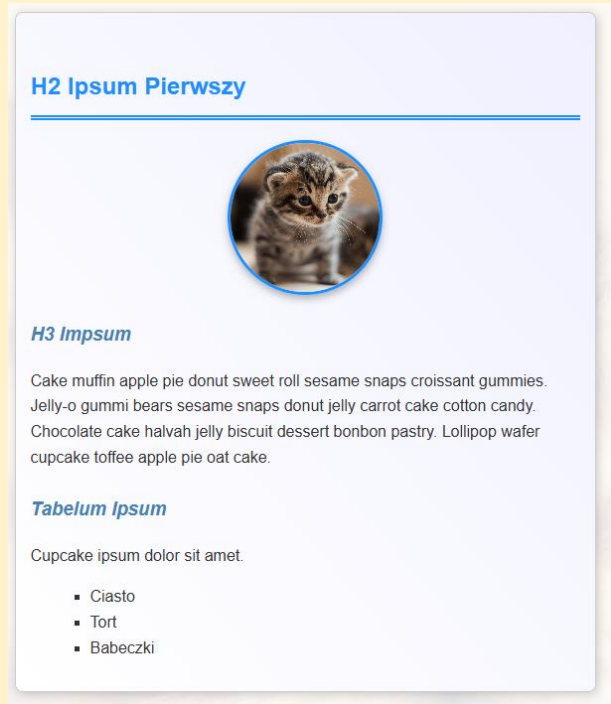 H2 Ipsum Pierwszy
H3 Impsum
Cake muffin apple pie donut sweet roll sesame snaps croissant gummies.
Jelly-o gummi bears sesame snaps donut jelly carrot cake cotton candy.
Chocolate cake halvah jelly biscuit dessert bonbon pastry. Lollipop wafer
cupcake toffee apple pie oat cake.
Tabelum Ipsum
Cupcake ipsum dolor sit amet.
Ciasto
Tort
Babeczki